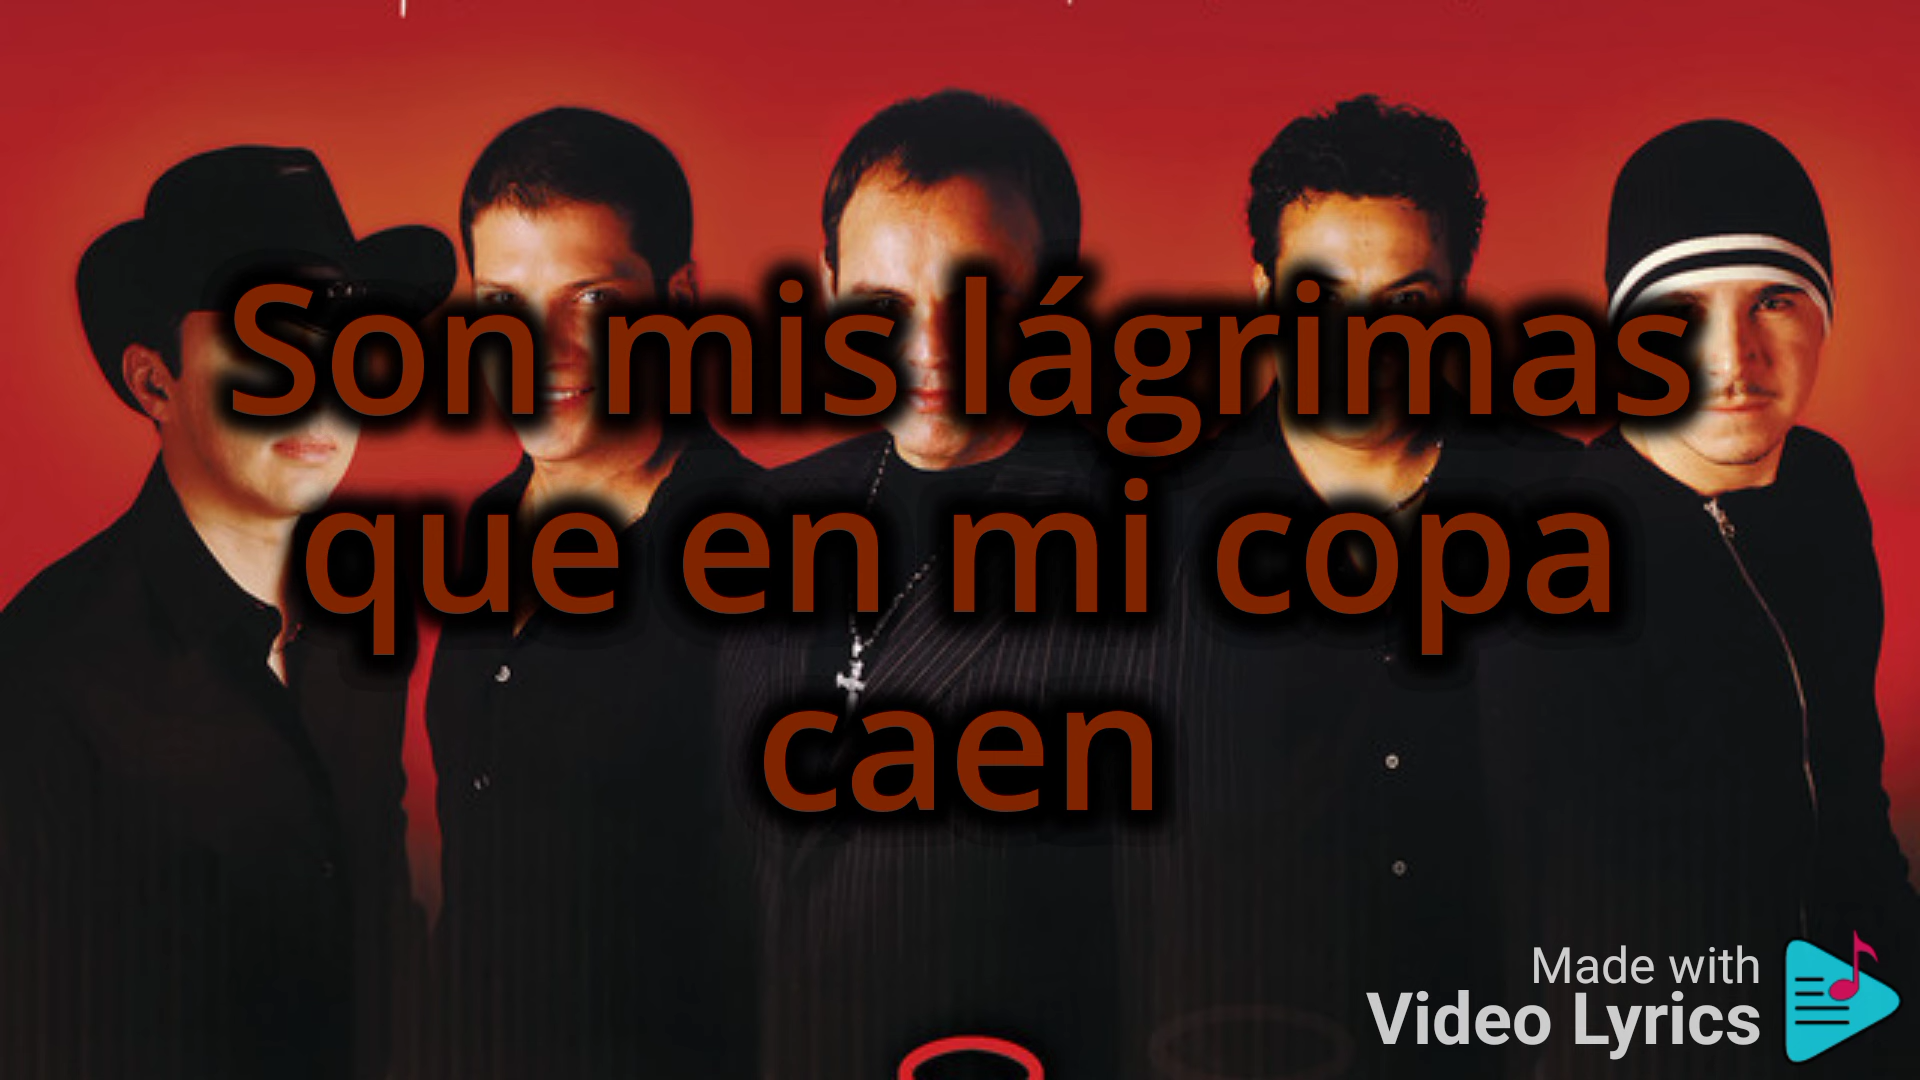 Son mis lágrimas
que en mi copa
caen
Made with
Video Lyrics